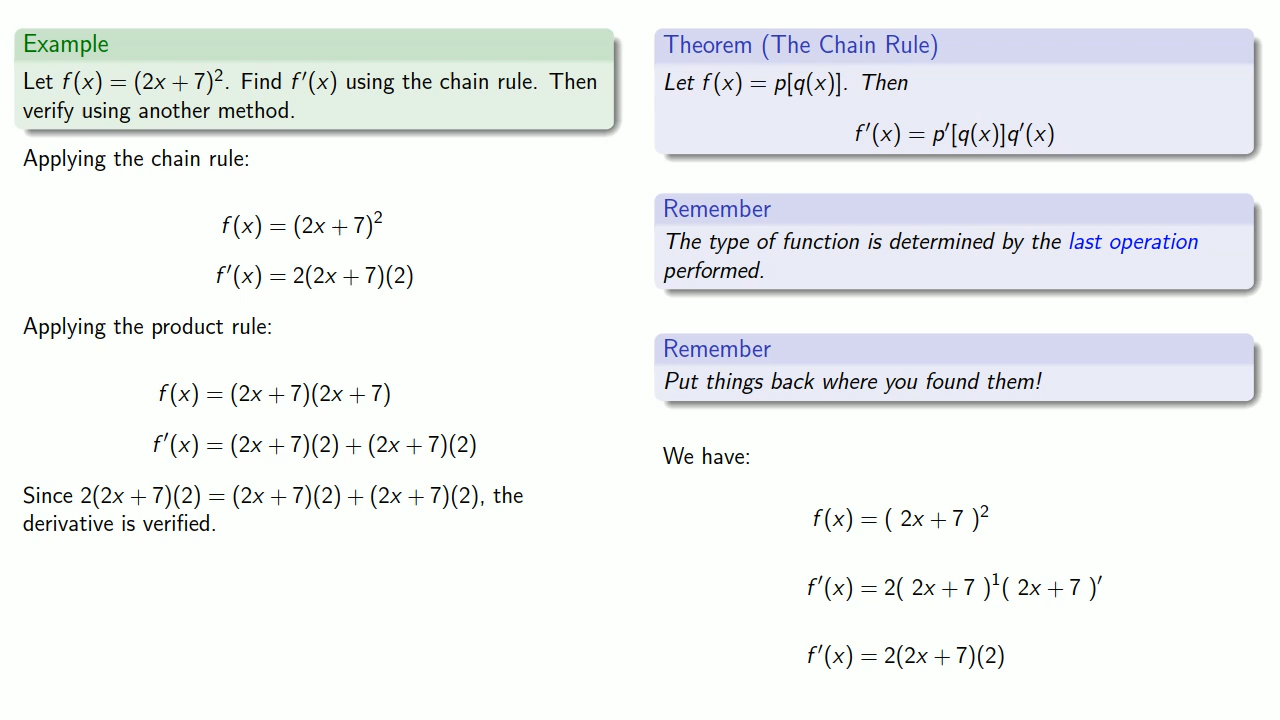 Example
Let f(x) = (2x + 7)². Find f′(x) using the chain rule. Then
verify using another method.
Applying the chain rule:
f(x) = (2x + 7)²
f′(x) = 2(2x + 7)(2)
Applying the product rule:
f(x) = (2x + 7)(2x + 7)
f′(x) = (2x + 7)(2) + (2x + 7)(2)
Since 2(2x + 7)(2) = (2x + 7)(2) + (2x + 7)(2), the
derivative is verified.
Theorem (The Chain Rule)
Let f(x) = p[q(x)]. Then
f′(x) = p′[q(x)]q′(x)
Remember
The type of function is determined by the last operation
performed.
Remember
Put things back where you found them!
We have:
f(x) = ( 2x + 7 )²
f′(x) = 2( 2x + 7 )¹( 2x + 7 )′
f′(x) = 2(2x + 7)(2)